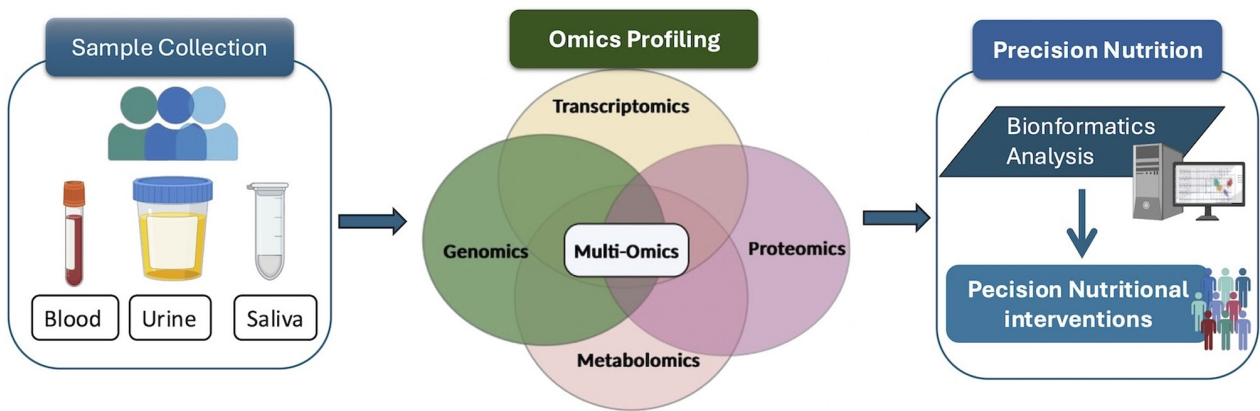 Sample Collection
Blood
Urine
Saliva
Omics Profiling
Transcriptomics
Genomics
Multi-Omics
Proteomics
Metabolomics
Precision Nutrition
Bionformatics
Analysis
Pecision Nutritional
interventions